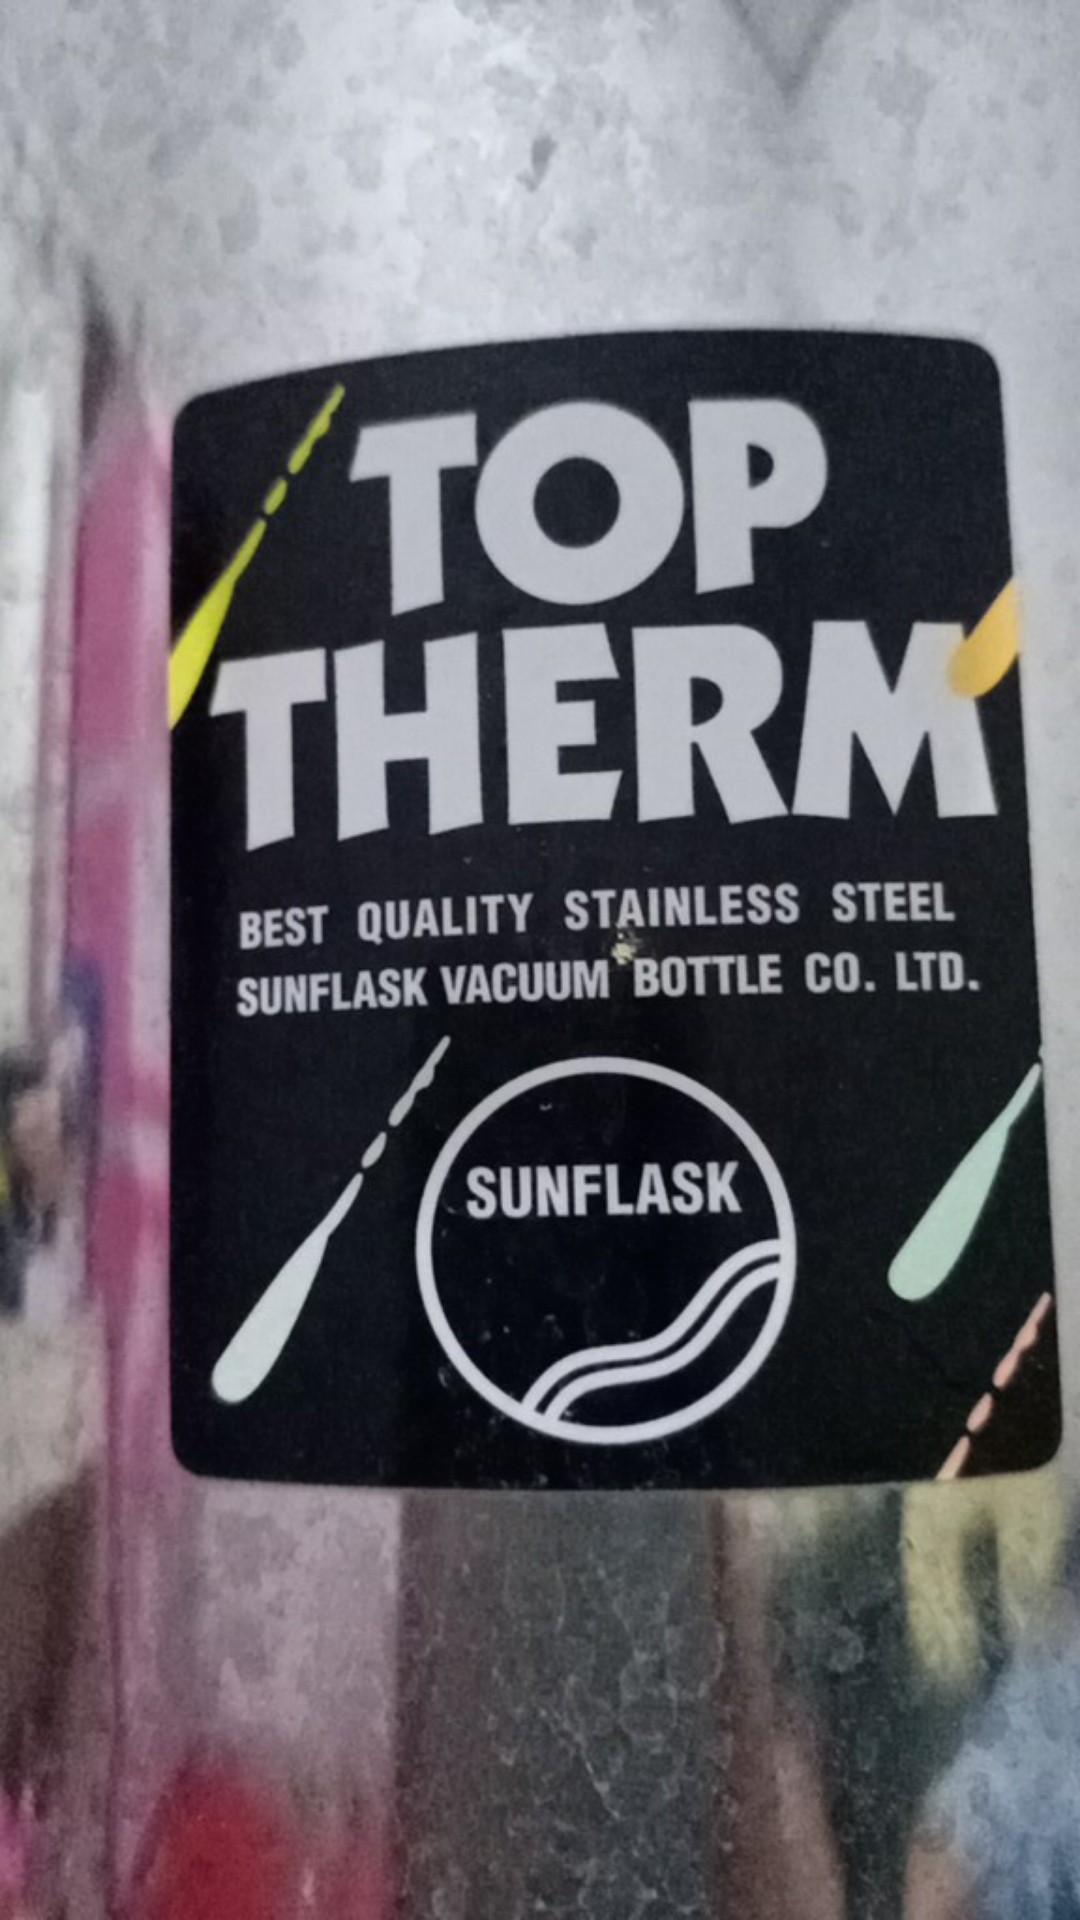 TOP
THERM
BEST QUALITY STAINLESS STEEL
SUNFLASK VACUUM BOTTLE CO. LTD.
SUNFLASK